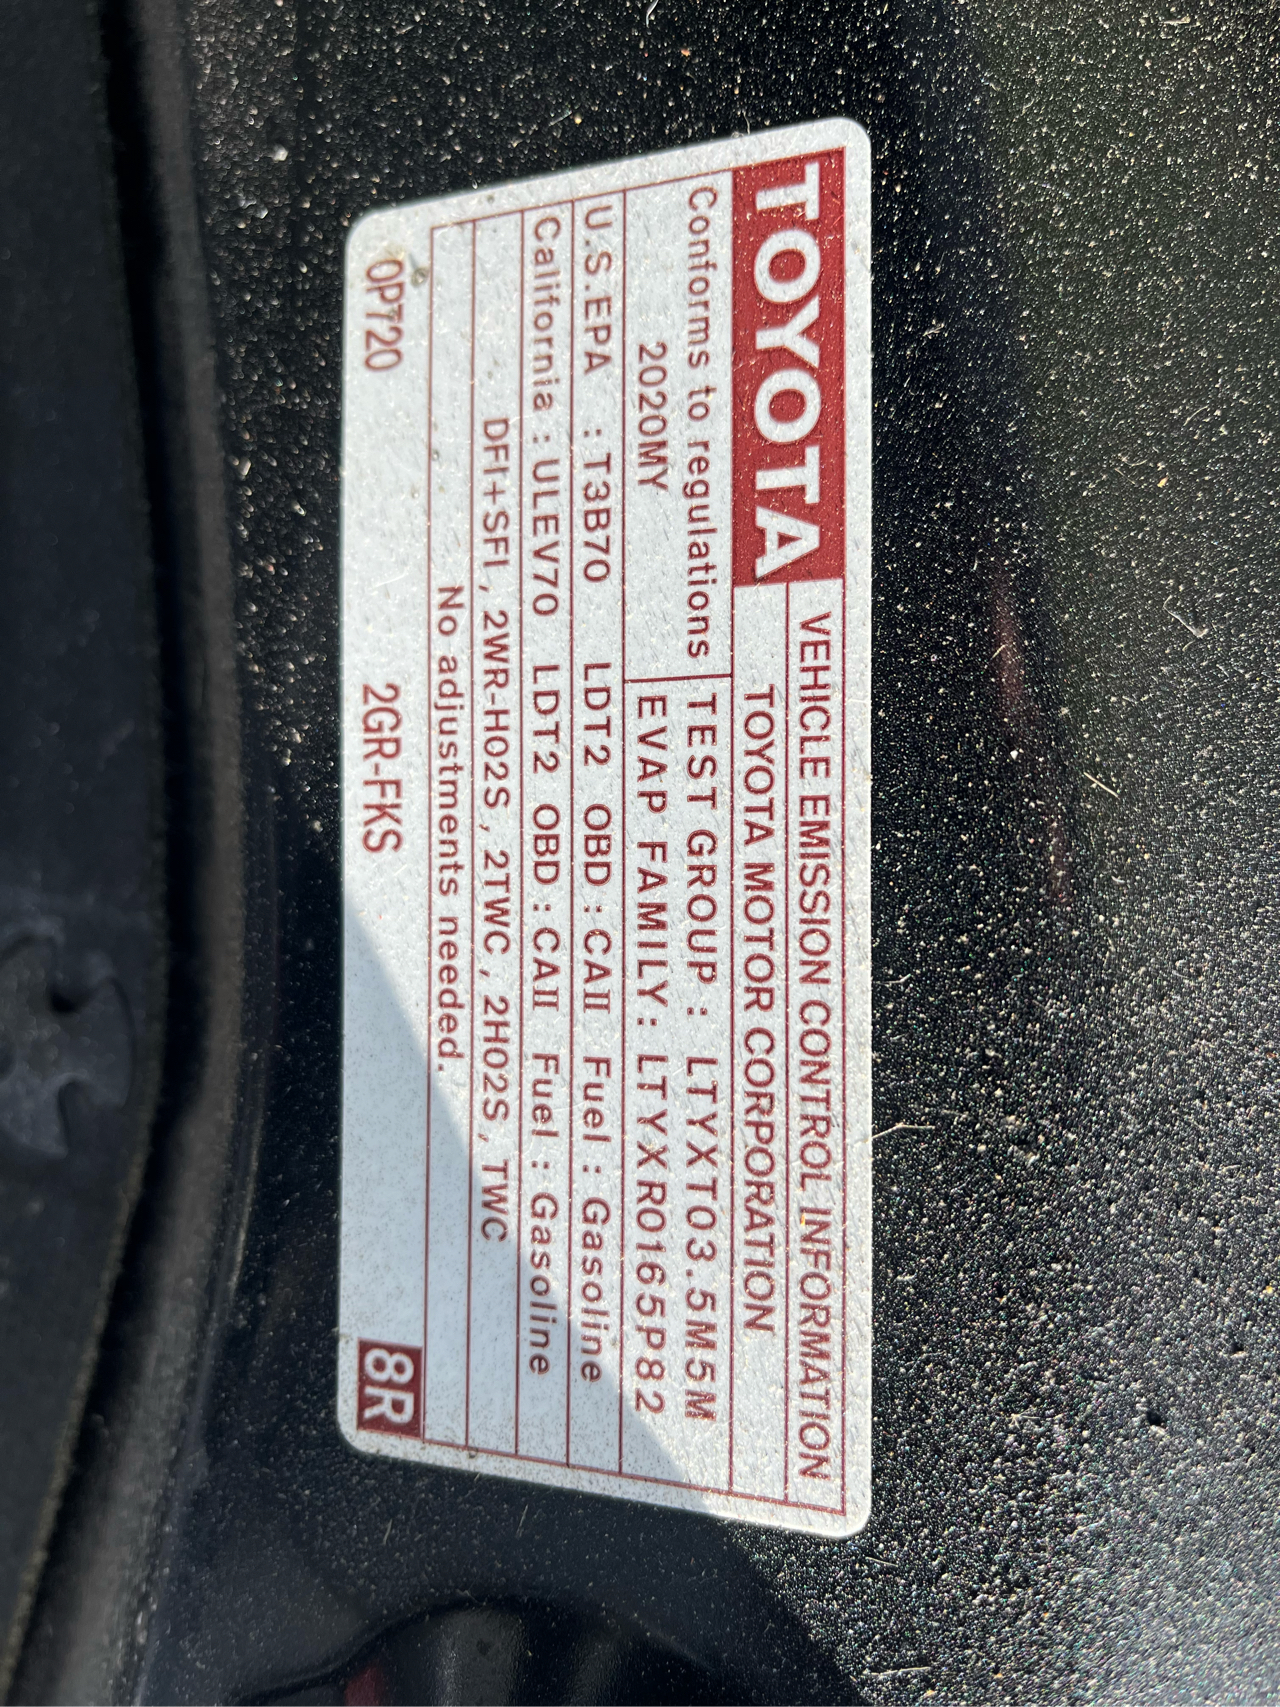 TOYOTA VEHICLE EMISSION CONTROL INFORMATION
TOYOTA MOTOR CORPORATION
Conforms to regulations TEST GROUP : LTYXT03.5M5M
2020MY EVAP FAMILY: LTYXR0165P82
U.S.EPA : T3B70 LDT2 OBD : CAII Fuel : Gasoline
California : ULEV70 LDT2 OBD : CAII Fuel : Gasoline
DFI+SFI, 2WR-HO2S, 2TWC, 2HO2S, TWC
No adjustments needed.
0PT20 2GR-FKS 8R